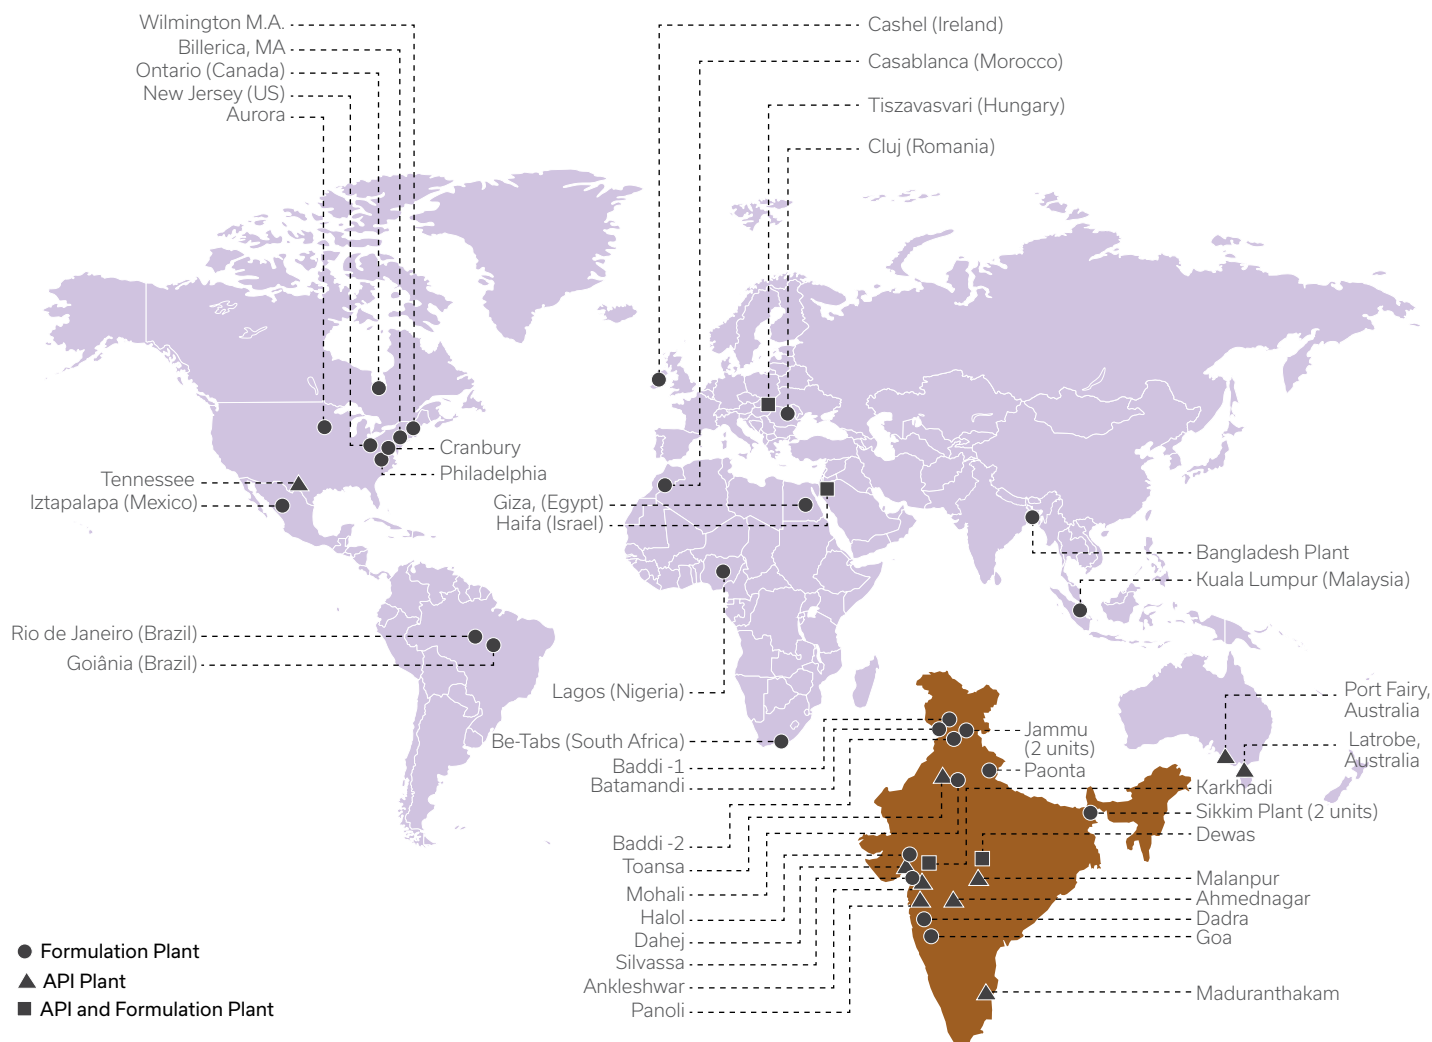 Wilmington M.A.
Billerica, MA
Ontario (Canada)
New Jersey (US)
Aurora
Cashel (Ireland)
Casablanca (Morocco)
Tiszavasvari (Hungary)
Cluj (Romania)
Cranbury
Philadelphia
Tennessee
Iztapalapa (Mexico)
Giza, (Egypt)
Haifa (Israel)
Bangladesh Plant
Kuala Lumpur (Malaysia)
Rio de Janeiro (Brazil)
Goiânia (Brazil)
Lagos (Nigeria)
Be-Tabs (South Africa)
Baddi -1
Batamandi
Baddi -2
Toansa
Mohali
Halol
Dahej
Silvassa
Ankleshwar
Panoli
Jammu
(2 units)
Paonta
Port Fairy,
Australia
Latrobe,
Australia
Karkhadi
Sikkim Plant (2 units)
Dewas
Malanpur
Ahmednagar
Dadra
Goa
Maduranthakam
Formulation Plant
API Plant
API and Formulation Plant